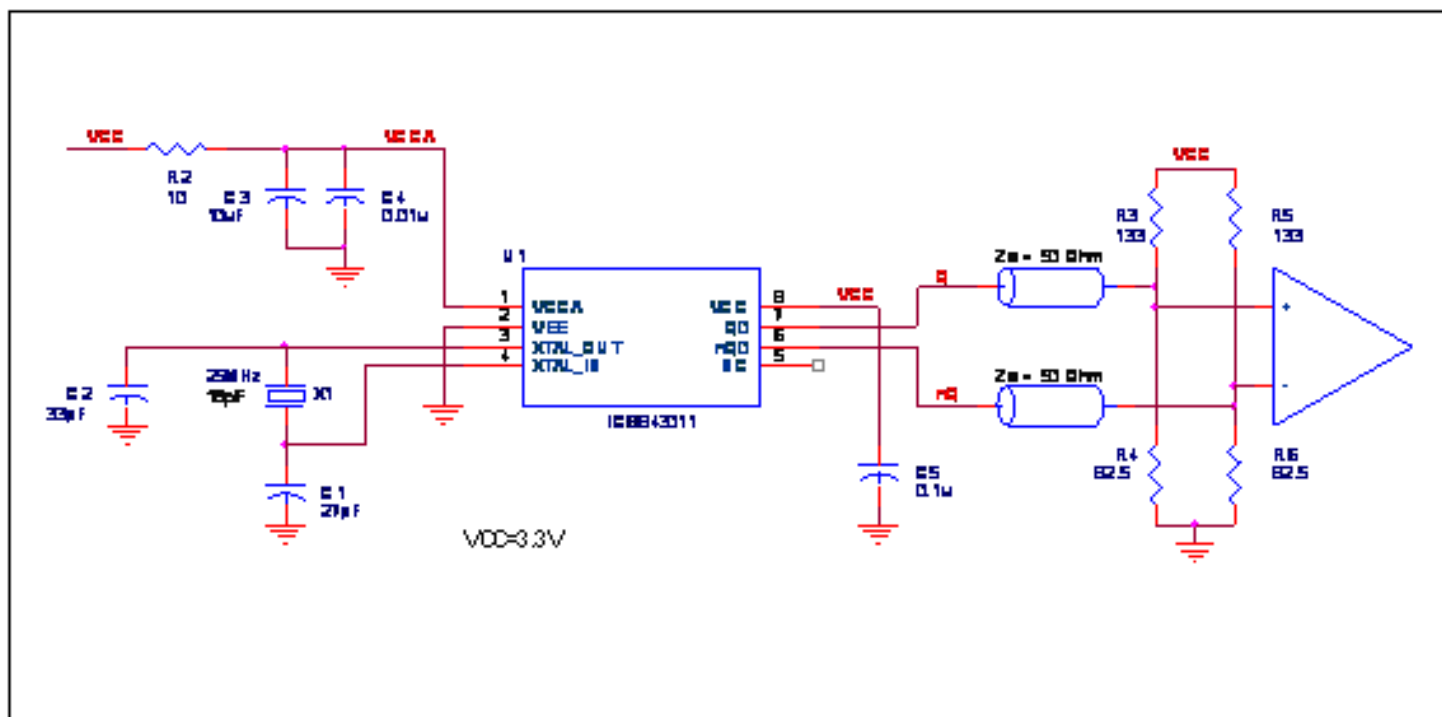 VCC
VCCA
R2
10
C3
10uF
C4
0.01u
U1
1
2
3
4
VCCA
VEE
XTAL_OUT
XTAL_IN
VCC
Q0
nQ0
NC
8
7
6
5
ICS843011
VCC
C2
33pF
25MHz
18pF
X1
C1
27pF
VCC=3.3V
C5
0.1u
Q
nQ
Zo = 50 Ohm
Zo = 50 Ohm
VCC
R3
133
R5
133
+
-
R4
82.5
R6
82.5